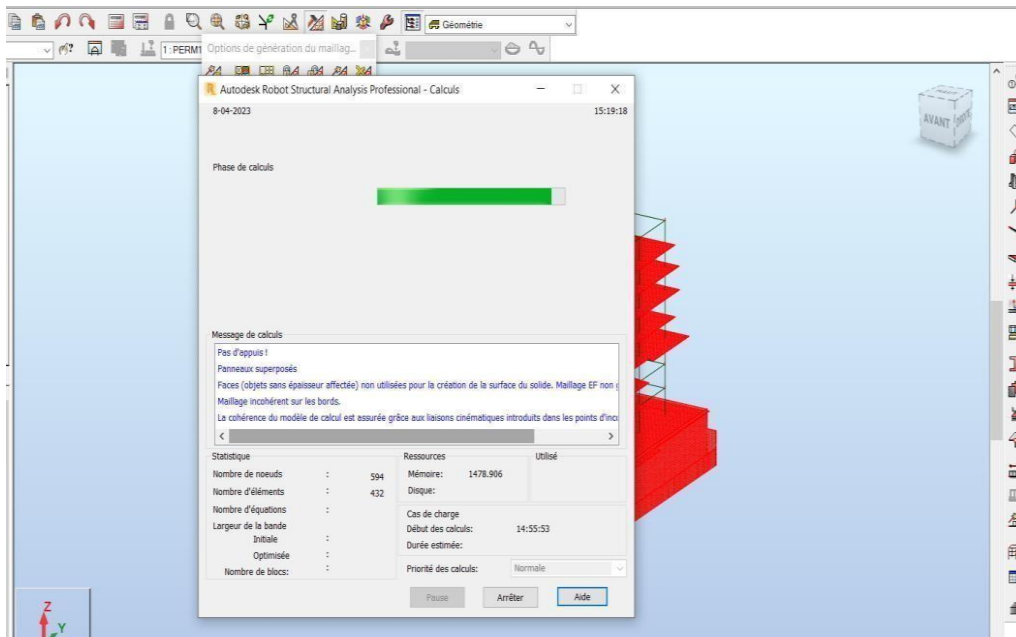 Géométrie
1:PERM1
Options de génération du maillag...
Autodesk Robot Structural Analysis Professional - Calculs
8-04-2023
15:19:18
AVANT
Phase de calculs
Message de calculs
Pas d'appuis !
Panneaux superposés
Faces (objets sans épaisseur affectée) non utilisées pour la création de la surface du solide. Maillage EF non g
Maillage incohérent sur les bords.
La cohérence du modèle de calcul est assurée grâce aux liaisons cinématiques introduits dans les points d'inco
Statistique
Ressources
Utilisé
Nombre de noeuds : 594
Mémoire: 1478.906
Nombre d'éléments : 432
Disque:
Nombre d'équations :
Cas de charge
Largeur de la bande
Début des calculs: 14:55:53
Initiale :
Durée estimée:
Optimisée :
Nombre de blocs: :
Priorité des calculs: Normale
Pause
Arrêter
Aide
Z
Y